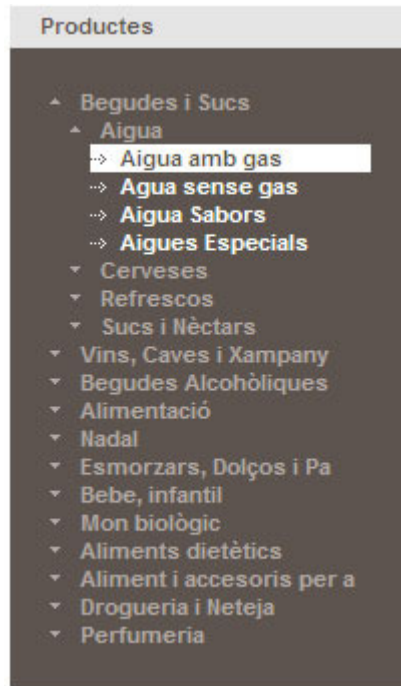 Productes
Begudes i Sucs
Aigua
Aigua amb gas
Agua sense gas
Aigua Sabors
Aigues Especials
Cerveses
Refrescos
Sucs i Nèctars
Vins, Caves i Xampany
Begudes Alcohòliques
Alimentació
Nadal
Esmorzars, Dolços i Pa
Bebe, infantil
Mon biològic
Aliments dietètics
Aliment i accesoris per a
Drogueria i Neteja
Perfumeria